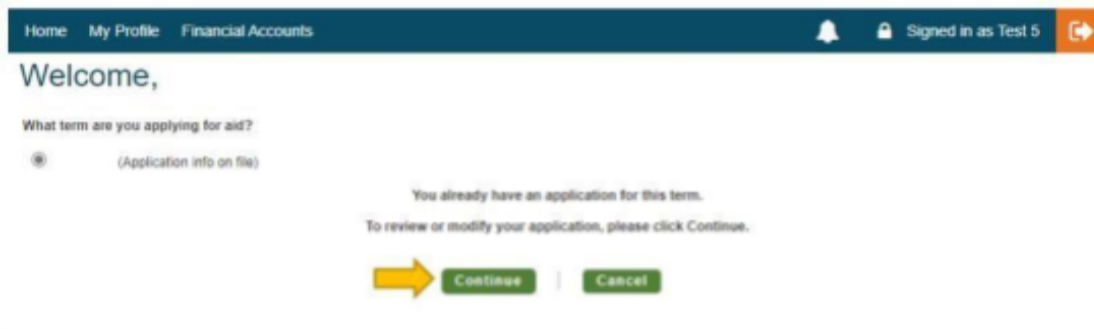 Home My Profile Financial Accounts Signed in as Test 5
Welcome,
What term are you applying for aid?
(Application info on file)
You already have an application for this term.
To review or modify your application, please click Continue.
Continue | Cancel